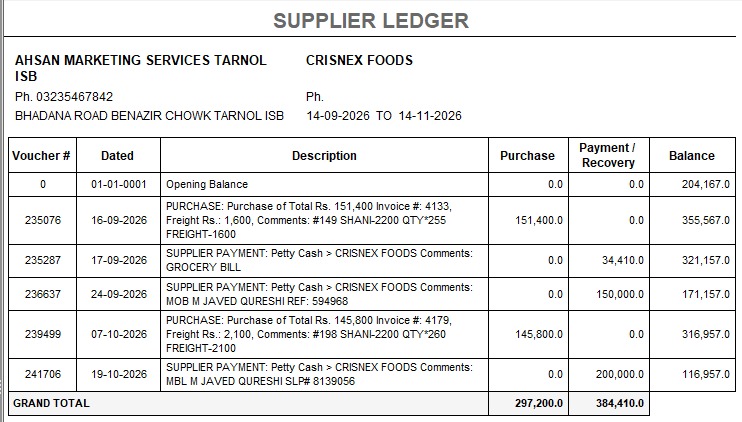 SUPPLIER LEDGER
AHSAN MARKETING SERVICES TARNOL
ISB
CRISNEX FOODS
Ph. 03235467842
Ph.
BHADANA ROAD BENAZIR CHOWK TARNOL ISB
14-09-2026 TO 14-11-2026
Voucher # Dated Description Purchase Payment / Recovery Balance
0 01-01-0001 Opening Balance 0.0 0.0 204,167.0
235076 16-09-2026 PURCHASE: Purchase of Total Rs. 151,400 Invoice #: 4133,
Freight Rs.: 1,600, Comments: #149 SHANI-2200 QTY*255
FREIGHT-1600 151,400.0 0.0 355,567.0
235287 17-09-2026 SUPPLIER PAYMENT: Petty Cash > CRISNEX FOODS Comments:
GROCERY BILL 0.0 34,410.0 321,157.0
236637 24-09-2026 SUPPLIER PAYMENT: Petty Cash > CRISNEX FOODS Comments:
MOB M JAVED QURESHI REF: 594968 0.0 150,000.0 171,157.0
239499 07-10-2026 PURCHASE: Purchase of Total Rs. 145,800 Invoice #: 4179,
Freight Rs.: 2,100, Comments: #198 SHANI-2200 QTY*260
FREIGHT-2100 145,800.0 0.0 316,957.0
241706 19-10-2026 SUPPLIER PAYMENT: Petty Cash > CRISNEX FOODS Comments:
MBL M JAVED QURESHI SLP# 8139056 0.0 200,000.0 116,957.0
GRAND TOTAL 297,200.0 384,410.0